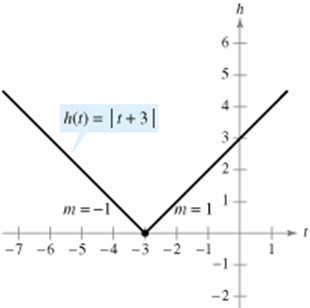 h
6
5
4
h(t) = | t + 3 |
3
2
m = −1
m = 1
1
−7 −6 −5 −4 −3 −2 −1 1 t
−1
−2